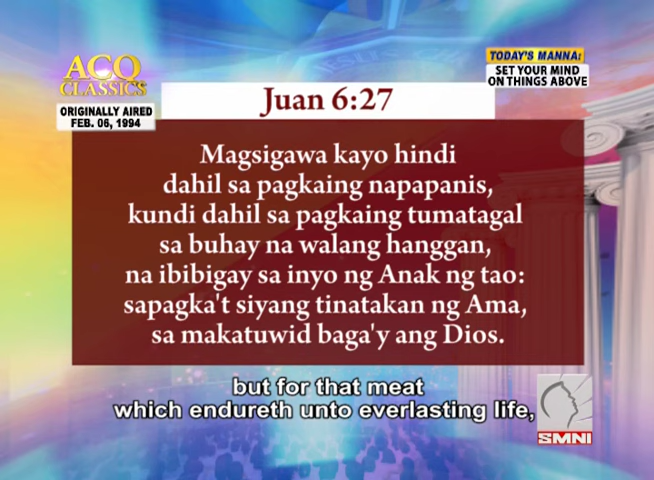 ACQ
CLASSICS
ORIGINALLY AIRED
FEB. 06, 1994
TODAY'S MANNA:
SET YOUR MIND
ON THINGS ABOVE
Juan 6:27
Magsigawa kayo hindi
dahil sa pagkaing napapanis,
kundi dahil sa pagkaing tumatagal
sa buhay na walang hanggan,
na ibibigay sa inyo ng Anak ng tao:
sapagka't siyang tinatakan ng Ama,
sa makatuwid baga'y ang Dios.
but for that meat
which endureth unto everlasting life,
SMNI